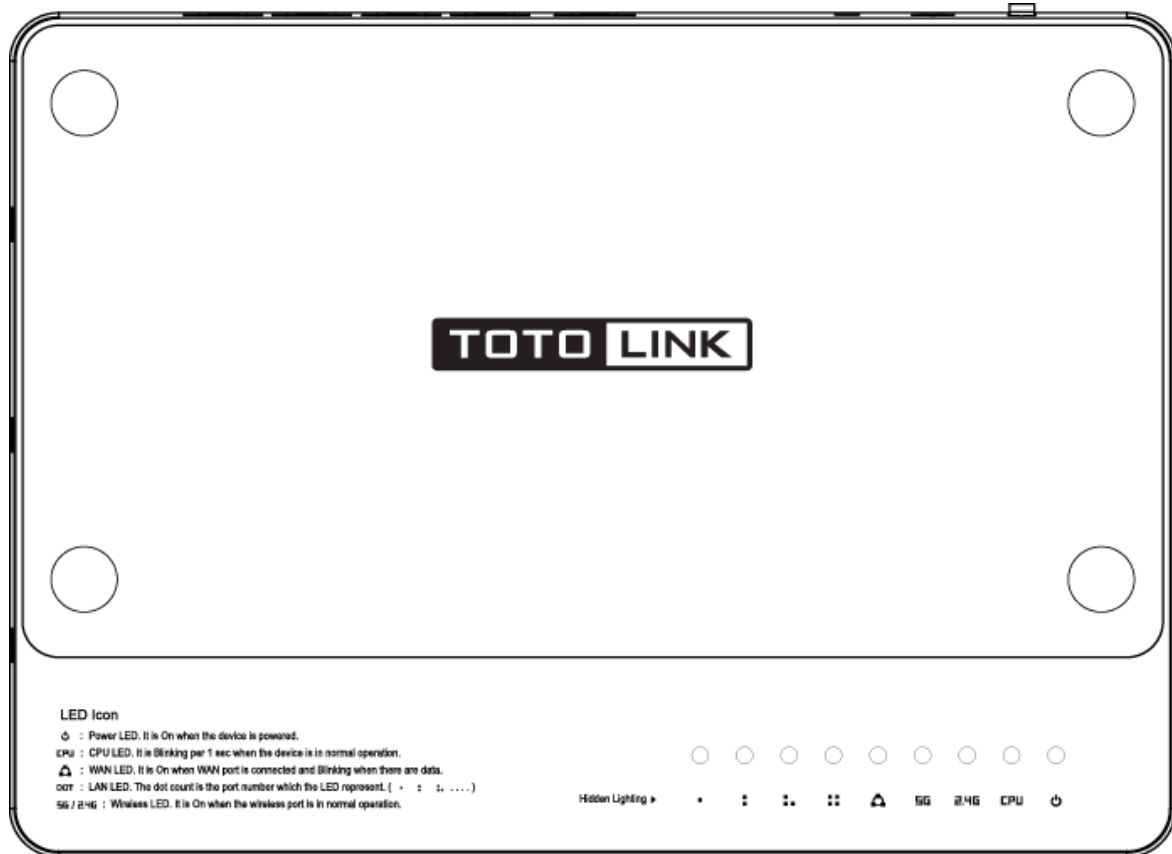 TOTO LINK
LED Icon
⏻ : Power LED. It is On when the device is powered.
CPU : CPU LED. It is Blinking per 1 sec when the device is in normal operation.
: WAN LED. It is On when WAN port is connected and Blinking when there are data.
DOT : LAN LED. The dot count is the port number which the LED represent. ( · : :. .... )
5G / 2.4G : Wireless LED. It is On when the wireless port is in normal operation.
Hidden Lighting ▸ · : :. :: 5G 2.4G CPU ⏻